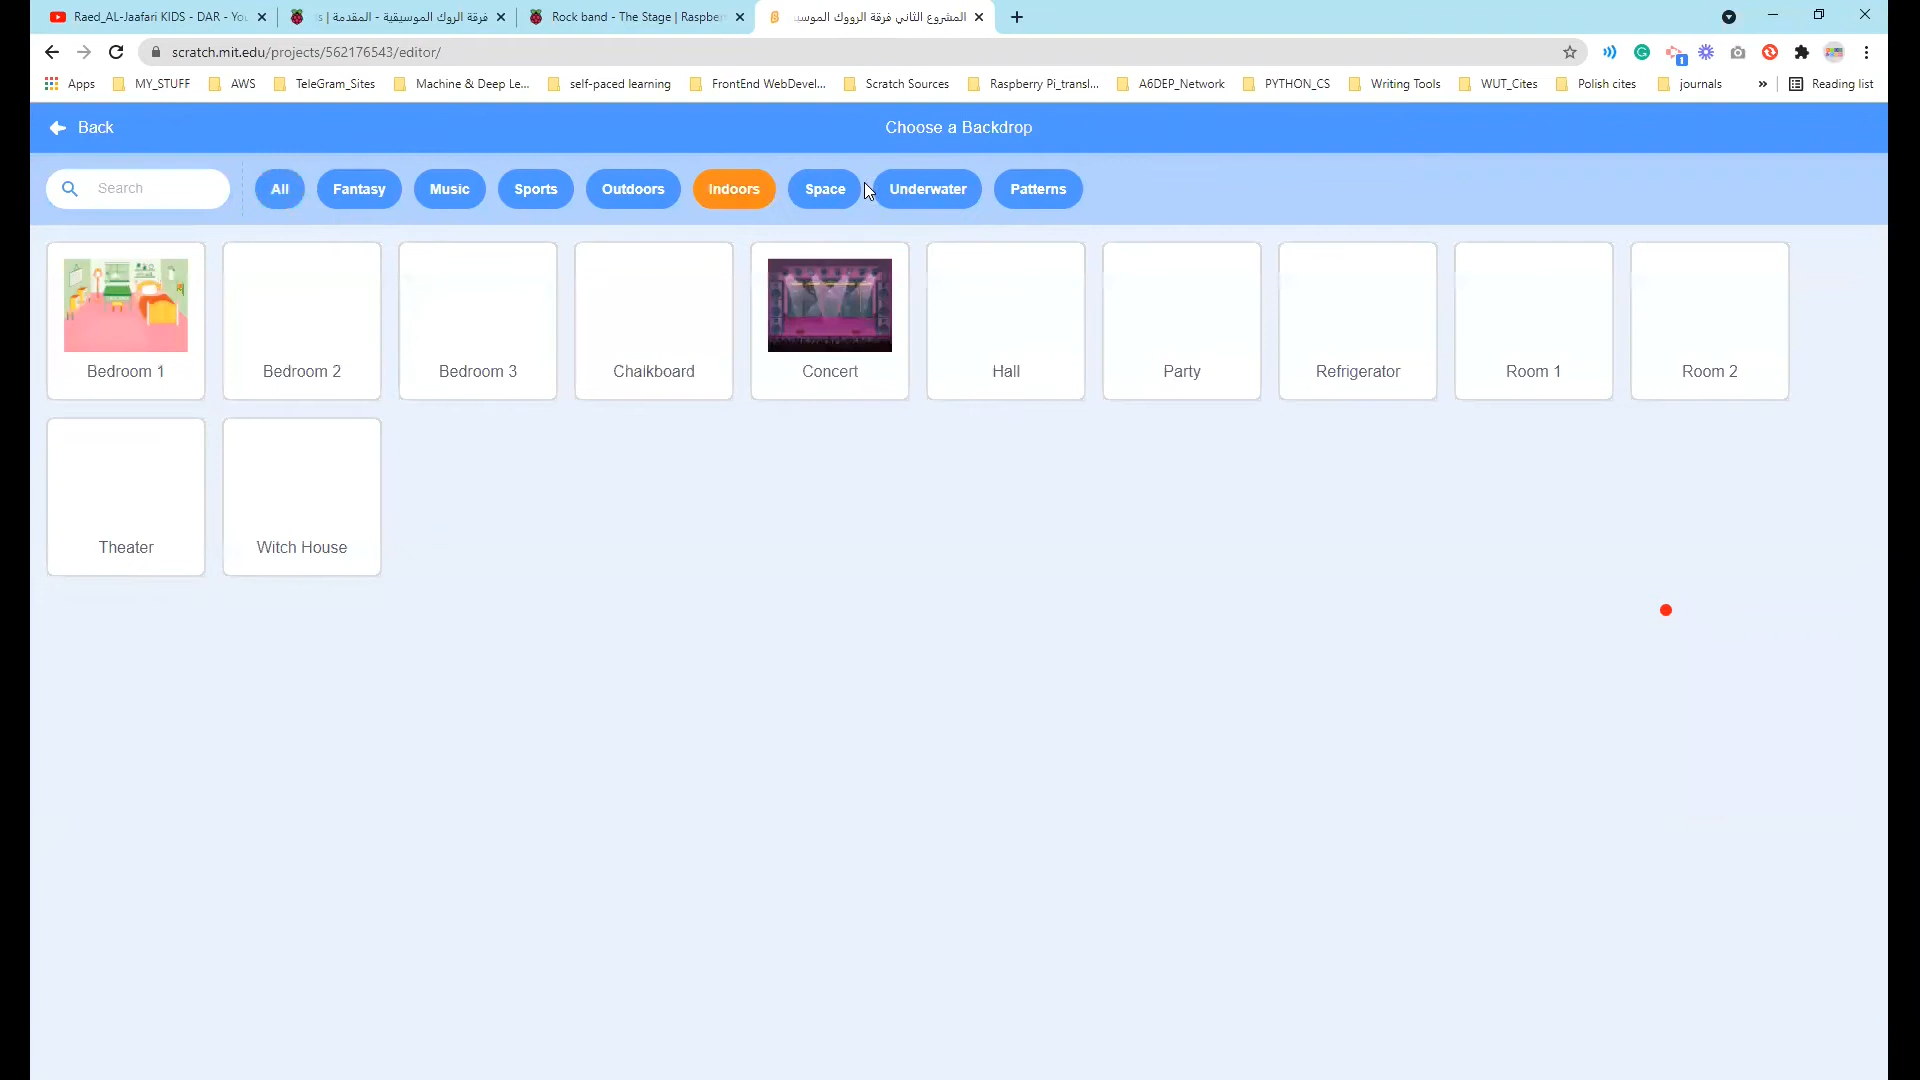 Raed_AL-Jaafari KIDS - DAR - You
فرقة الروك الموسيقية - المقدمة |
Rock band - The Stage | Raspber
المشروع الثاني فرقة الرووك الموسي
scratch.mit.edu/projects/562176543/editor/
1
Apps MY_STUFF AWS TeleGram_Sites Machine & Deep Le... self-paced learning FrontEnd WebDevel... Scratch Sources Raspberry Pi_transl... A6DEP_Network PYTHON_CS Writing Tools WUT_Cites Polish cites journals » Reading list
Back
Choose a Backdrop
Search
All Fantasy Music Sports Outdoors Indoors Space Underwater Patterns
Bedroom 1 Bedroom 2 Bedroom 3 Chalkboard Concert Hall Party Refrigerator Room 1 Room 2
Theater Witch House